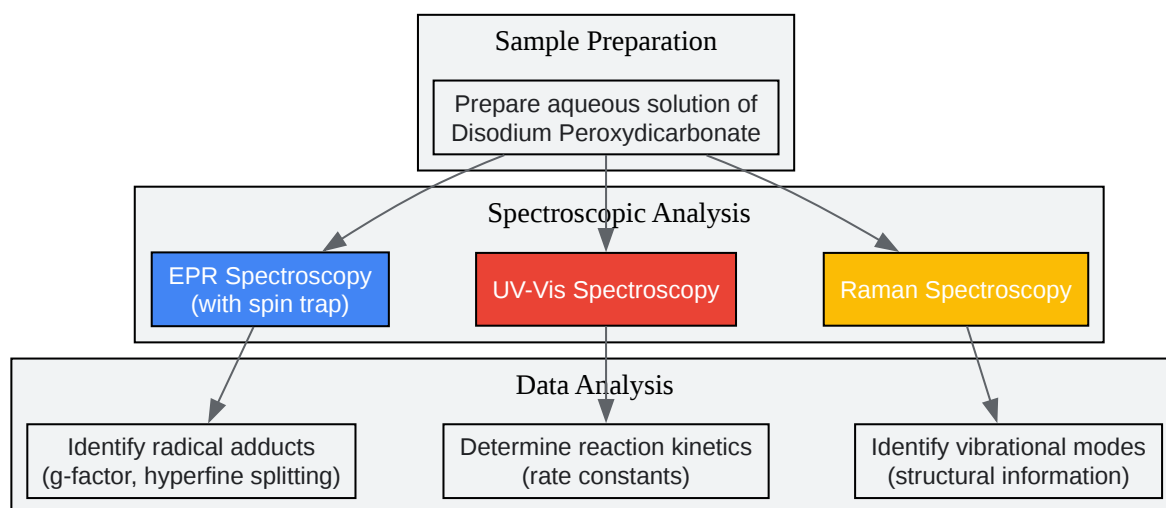 Sample Preparation
Prepare aqueous solution of
Disodium Peroxydicarbonate
Spectroscopic Analysis
EPR Spectroscopy
(with spin trap)
UV-Vis Spectroscopy
Raman Spectroscopy
Data Analysis
Identify radical adducts
(g-factor, hyperfine splitting)
Determine reaction kinetics
(rate constants)
Identify vibrational modes
(structural information)